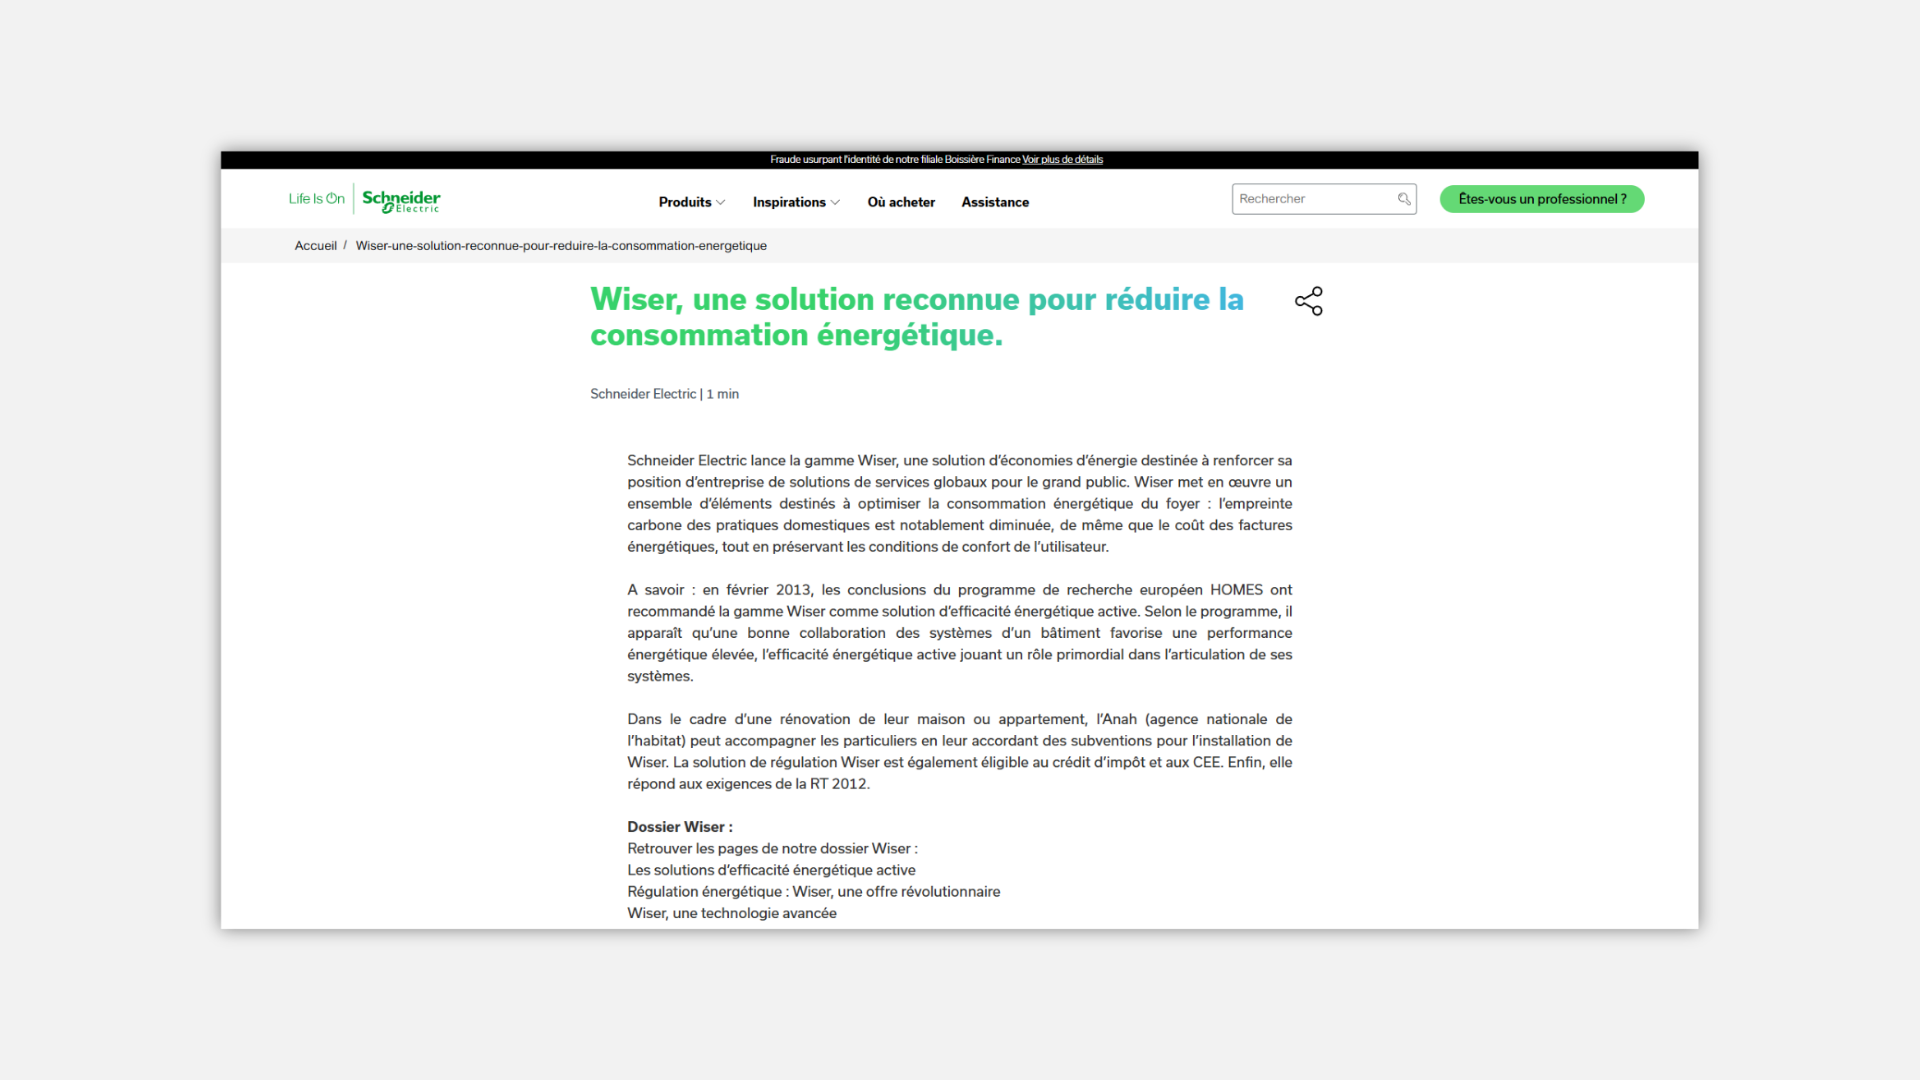 Fraude usurpant l'identité de notre filiale Boissière Finance Voir plus de détails
Life Is On
Schneider
Electric
Produits
Inspirations
Où acheter
Assistance
Rechercher
Êtes-vous un professionnel ?
Accueil / Wiser-une-solution-reconnue-pour-reduire-la-consommation-energetique
Wiser, une solution reconnue pour réduire la
consommation énergétique.
Schneider Electric | 1 min
Schneider Electric lance la gamme Wiser, une solution d'économies d'énergie destinée à renforcer sa
position d'entreprise de solutions de services globaux pour le grand public. Wiser met en œuvre un
ensemble d'éléments destinés à optimiser la consommation énergétique du foyer : l'empreinte
carbone des pratiques domestiques est notablement diminuée, de même que le coût des factures
énergétiques, tout en préservant les conditions de confort de l'utilisateur.
A savoir : en février 2013, les conclusions du programme de recherche européen HOMES ont
recommandé la gamme Wiser comme solution d'efficacité énergétique active. Selon le programme, il
apparaît qu'une bonne collaboration des systèmes d'un bâtiment favorise une performance
énergétique élevée, l'efficacité énergétique active jouant un rôle primordial dans l'articulation de ses
systèmes.
Dans le cadre d'une rénovation de leur maison ou appartement, l'Anah (agence nationale de
l'habitat) peut accompagner les particuliers en leur accordant des subventions pour l'installation de
Wiser. La solution de régulation Wiser est également éligible au crédit d'impôt et aux CEE. Enfin, elle
répond aux exigences de la RT 2012.
Dossier Wiser :
Retrouver les pages de notre dossier Wiser :
Les solutions d'efficacité énergétique active
Régulation énergétique : Wiser, une offre révolutionnaire
Wiser, une technologie avancée